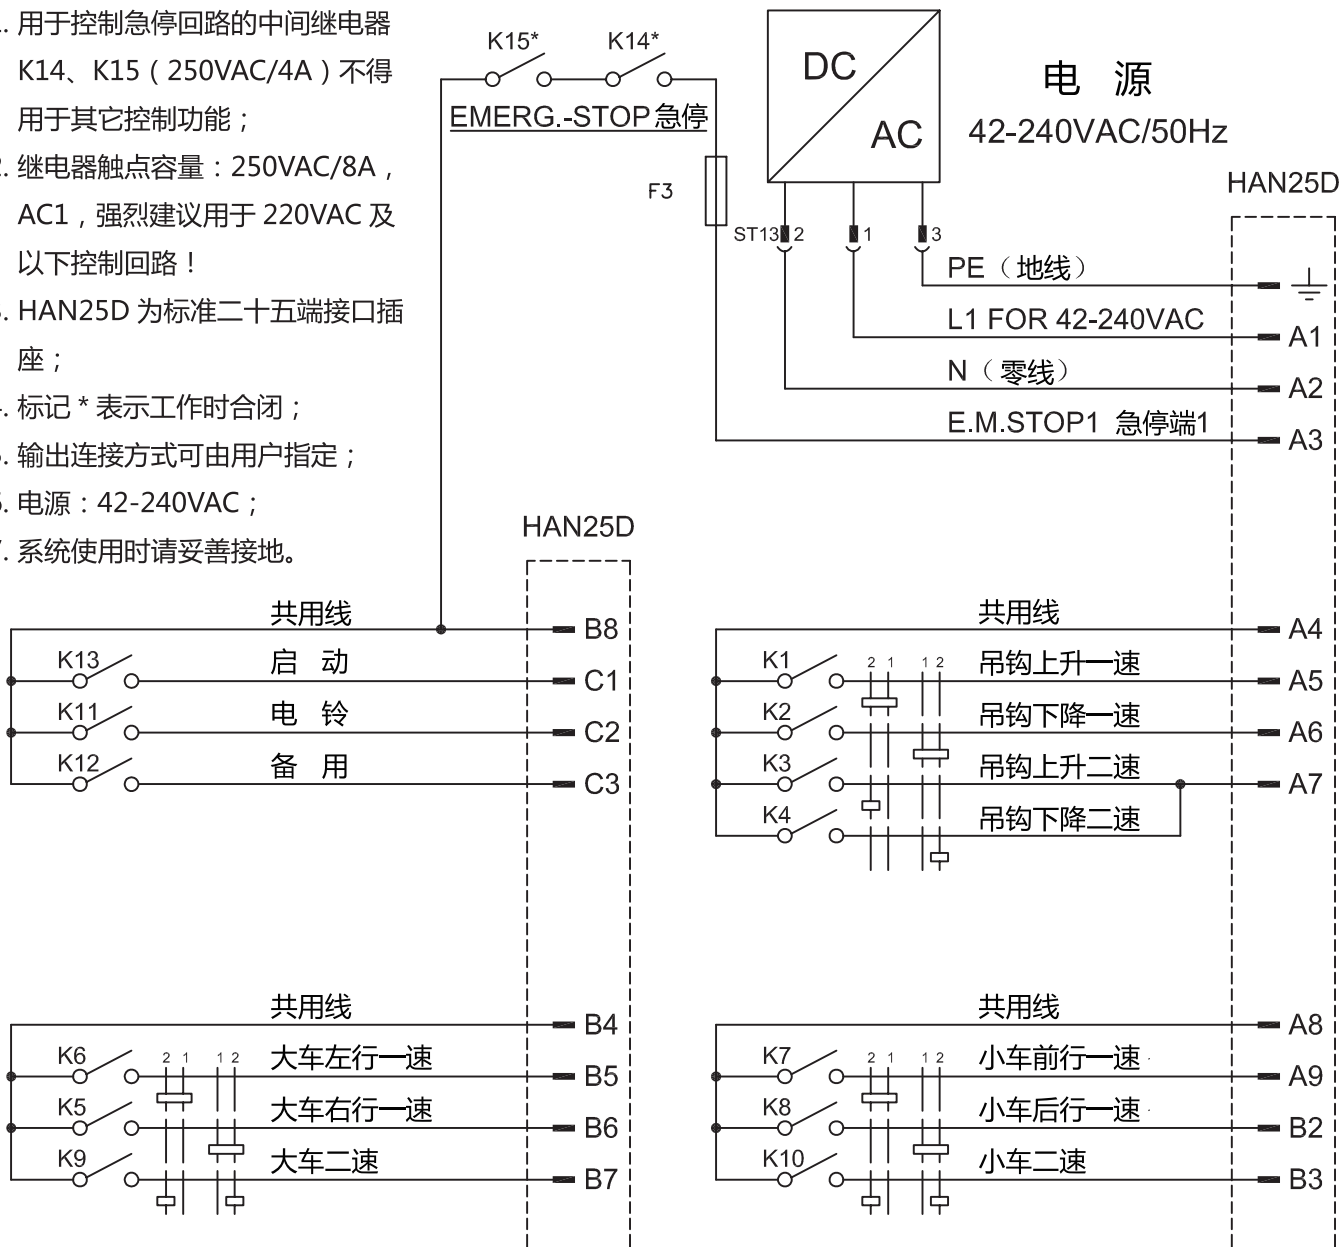 . 用于控制急停回路的中间继电器
K14、K15（250VAC/4A）不得
用于其它控制功能；
2. 继电器触点容量：250VAC/8A，
AC1，强烈建议用于 220VAC 及
以下控制回路！
. HAN25D 为标准二十五端接口插
座；
. 标记 * 表示工作时合闭；
. 输出连接方式可由用户指定；
. 电源：42-240VAC；
. 系统使用时请妥善接地。
K15* K14*
EMERG.-STOP急停
F3
DC
AC
电 源
42-240VAC/50Hz
HAN25D
ST13 2 1 3
PE（地线）
L1 FOR 42-240VAC A1
N（零线） A2
E.M.STOP1 急停端1 A3
HAN25D
共用线 B8
K13 启 动 C1
K11 电 铃 C2
K12 备 用 C3
共用线 A4
K1 2 1 1 2 吊钩上升一速 A5
K2 吊钩下降一速 A6
K3 吊钩上升二速 A7
K4 吊钩下降二速
共用线 B4
K6 2 1 1 2 大车左行一速 B5
K5 大车右行一速 B6
K9 大车二速 B7
共用线 A8
K7 2 1 1 2 小车前行一速 A9
K8 小车后行一速 B2
K10 小车二速 B3